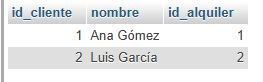 id_cliente nombre id_alquiler
1 Ana Gómez 1
2 Luis García 2